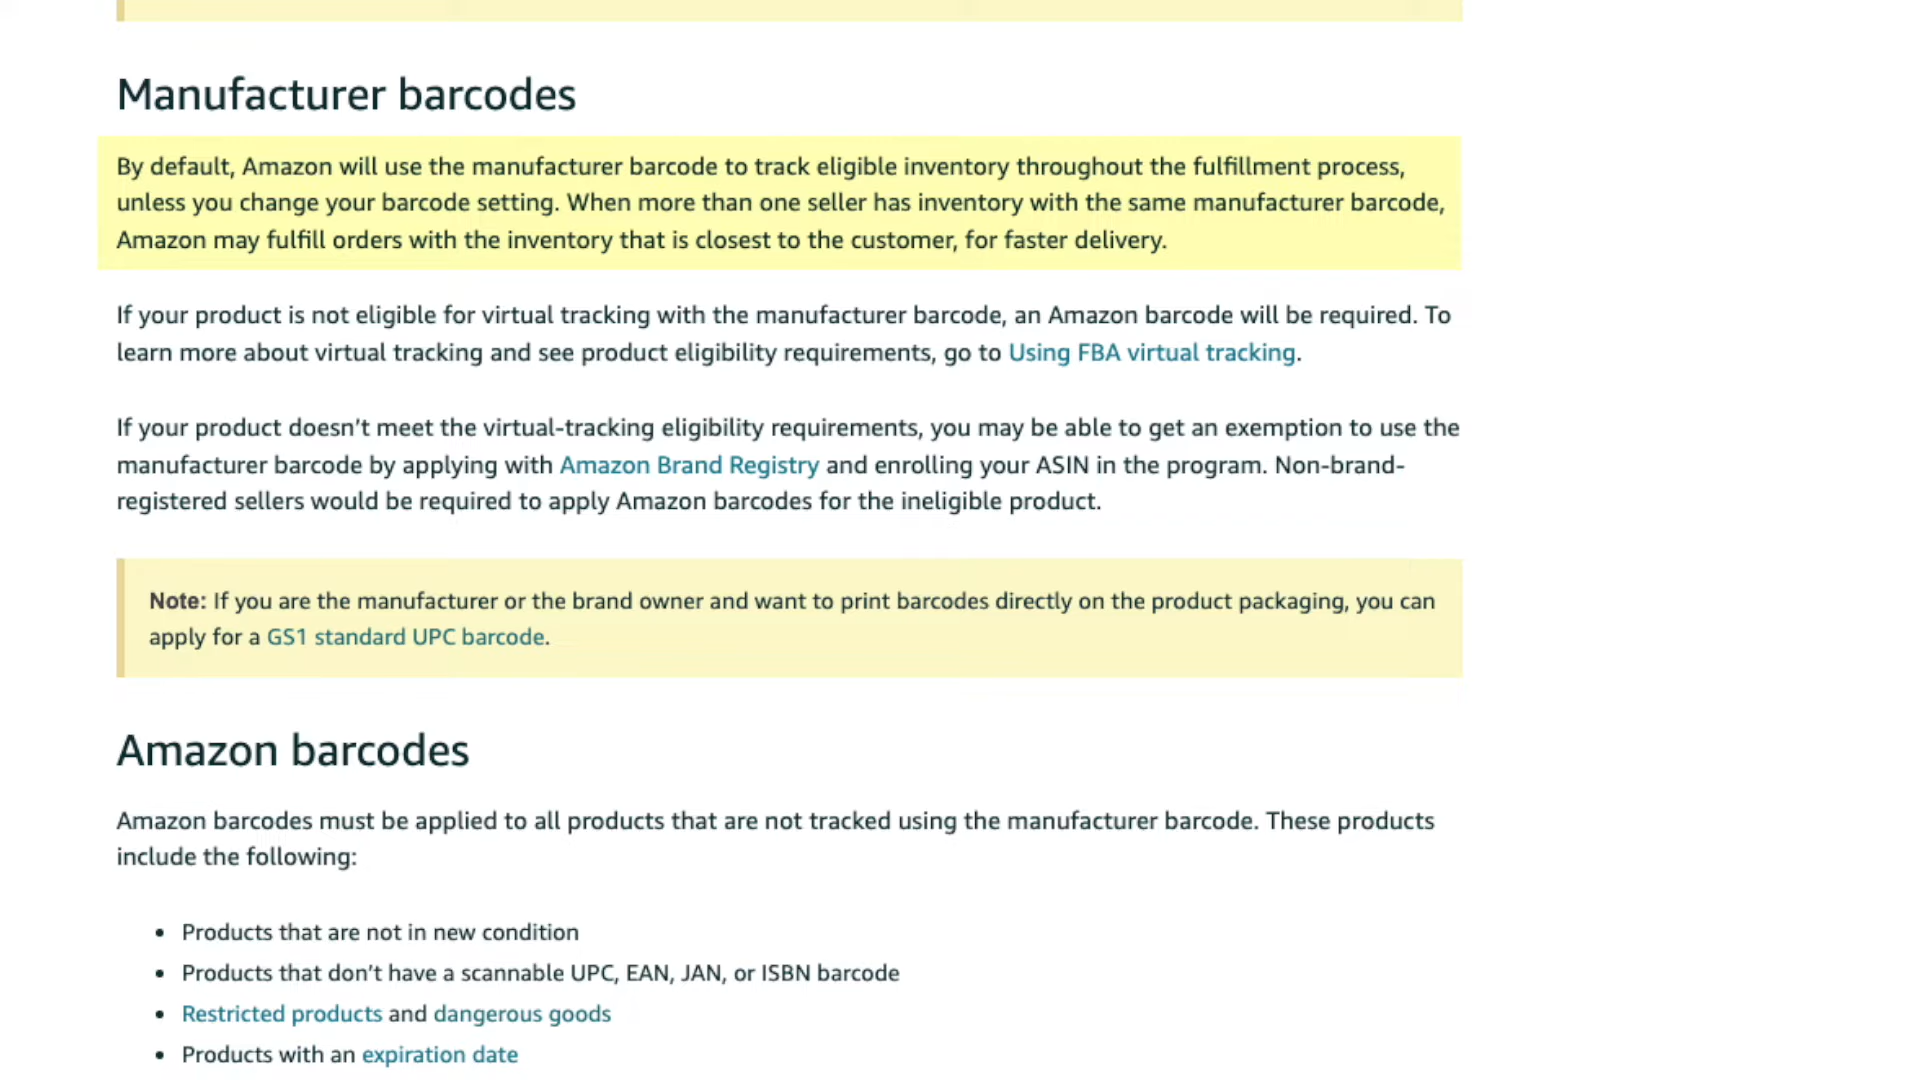 Manufacturer barcodes
By default, Amazon will use the manufacturer barcode to track eligible inventory throughout the fulfillment process,
unless you change your barcode setting. When more than one seller has inventory with the same manufacturer barcode,
Amazon may fulfill orders with the inventory that is closest to the customer, for faster delivery.
If your product is not eligible for virtual tracking with the manufacturer barcode, an Amazon barcode will be required. To
learn more about virtual tracking and see product eligibility requirements, go to Using FBA virtual tracking.
If your product doesn’t meet the virtual-tracking eligibility requirements, you may be able to get an exemption to use the
manufacturer barcode by applying with Amazon Brand Registry and enrolling your ASIN in the program. Non-brand-
registered sellers would be required to apply Amazon barcodes for the ineligible product.
Note: If you are the manufacturer or the brand owner and want to print barcodes directly on the product packaging, you can
apply for a GS1 standard UPC barcode.
Amazon barcodes
Amazon barcodes must be applied to all products that are not tracked using the manufacturer barcode. These products
include the following:
• Products that are not in new condition
• Products that don’t have a scannable UPC, EAN, JAN, or ISBN barcode
• Restricted products and dangerous goods
• Products with an expiration date